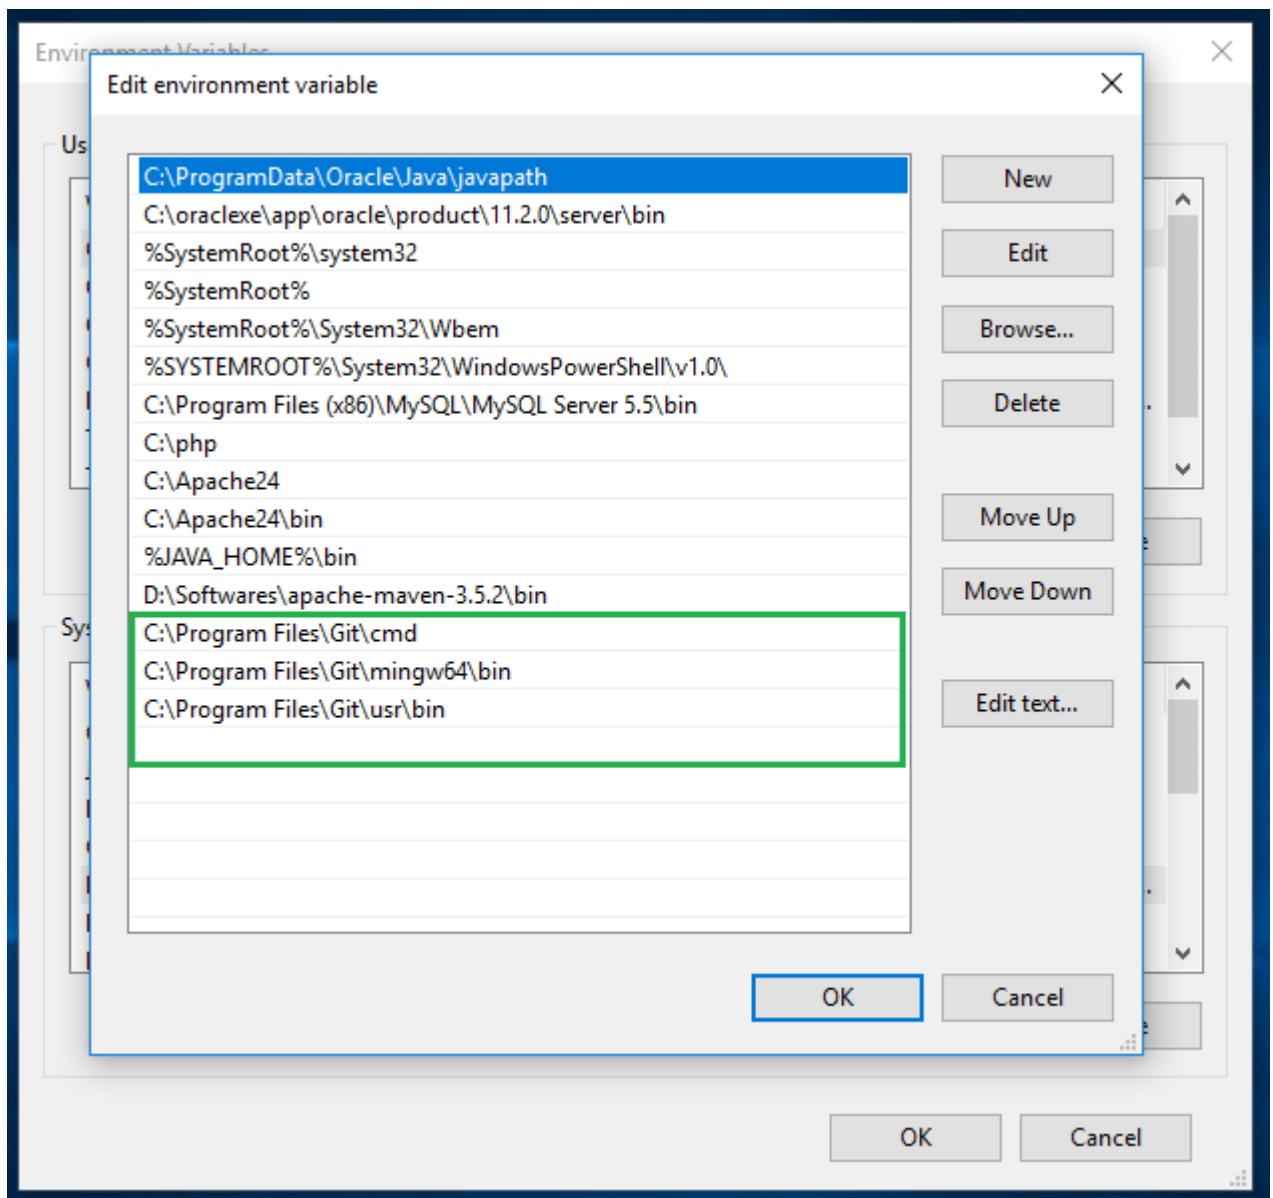 Environment Variables
Edit environment variable
C:\ProgramData\Oracle\Java\javapath
New
C:\oraclexe\app\oracle\product\11.2.0\server\bin
%SystemRoot%\system32
Edit
%SystemRoot%
%SystemRoot%\System32\Wbem
Browse...
%SYSTEMROOT%\System32\WindowsPowerShell\v1.0\
C:\Program Files (x86)\MySQL\MySQL Server 5.5\bin
Delete
C:\php
C:\Apache24
C:\Apache24\bin
Move Up
%JAVA_HOME%\bin
D:\Softwares\apache-maven-3.5.2\bin
Move Down
C:\Program Files\Git\cmd
C:\Program Files\Git\mingw64\bin
C:\Program Files\Git\usr\bin
Edit text...
OK
Cancel
OK
Cancel